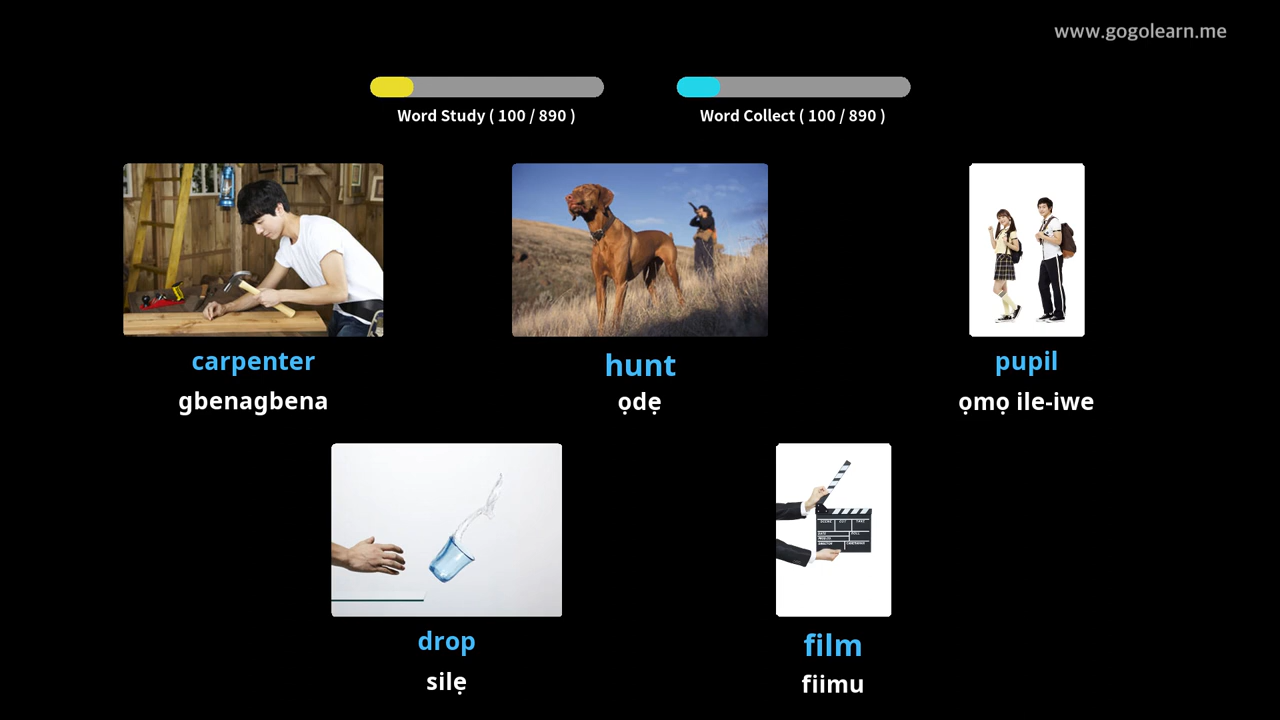 www.gogolearn.me
Word Study ( 100 / 890 )
Word Collect ( 100 / 890 )
carpenter
gbenagbena
hunt
ọdẹ
pupil
ọmọ ile-iwe
drop
silẹ
film
fiimu